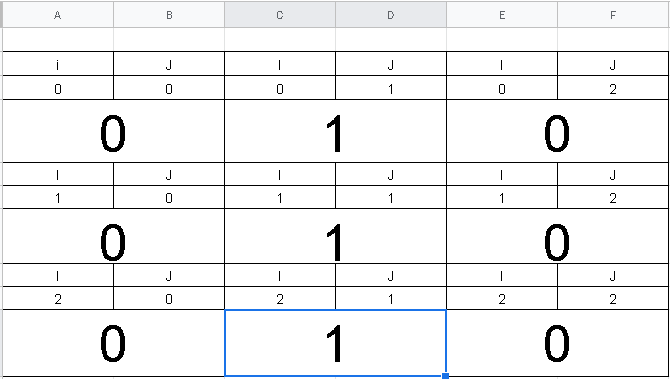 A B C D E F
i J I J I J
0 0 0 1 0 2
0 1 0
I J I J I J
1 0 1 1 1 2
0 1 0
I J I J I J
2 0 2 1 2 2
0 1 0